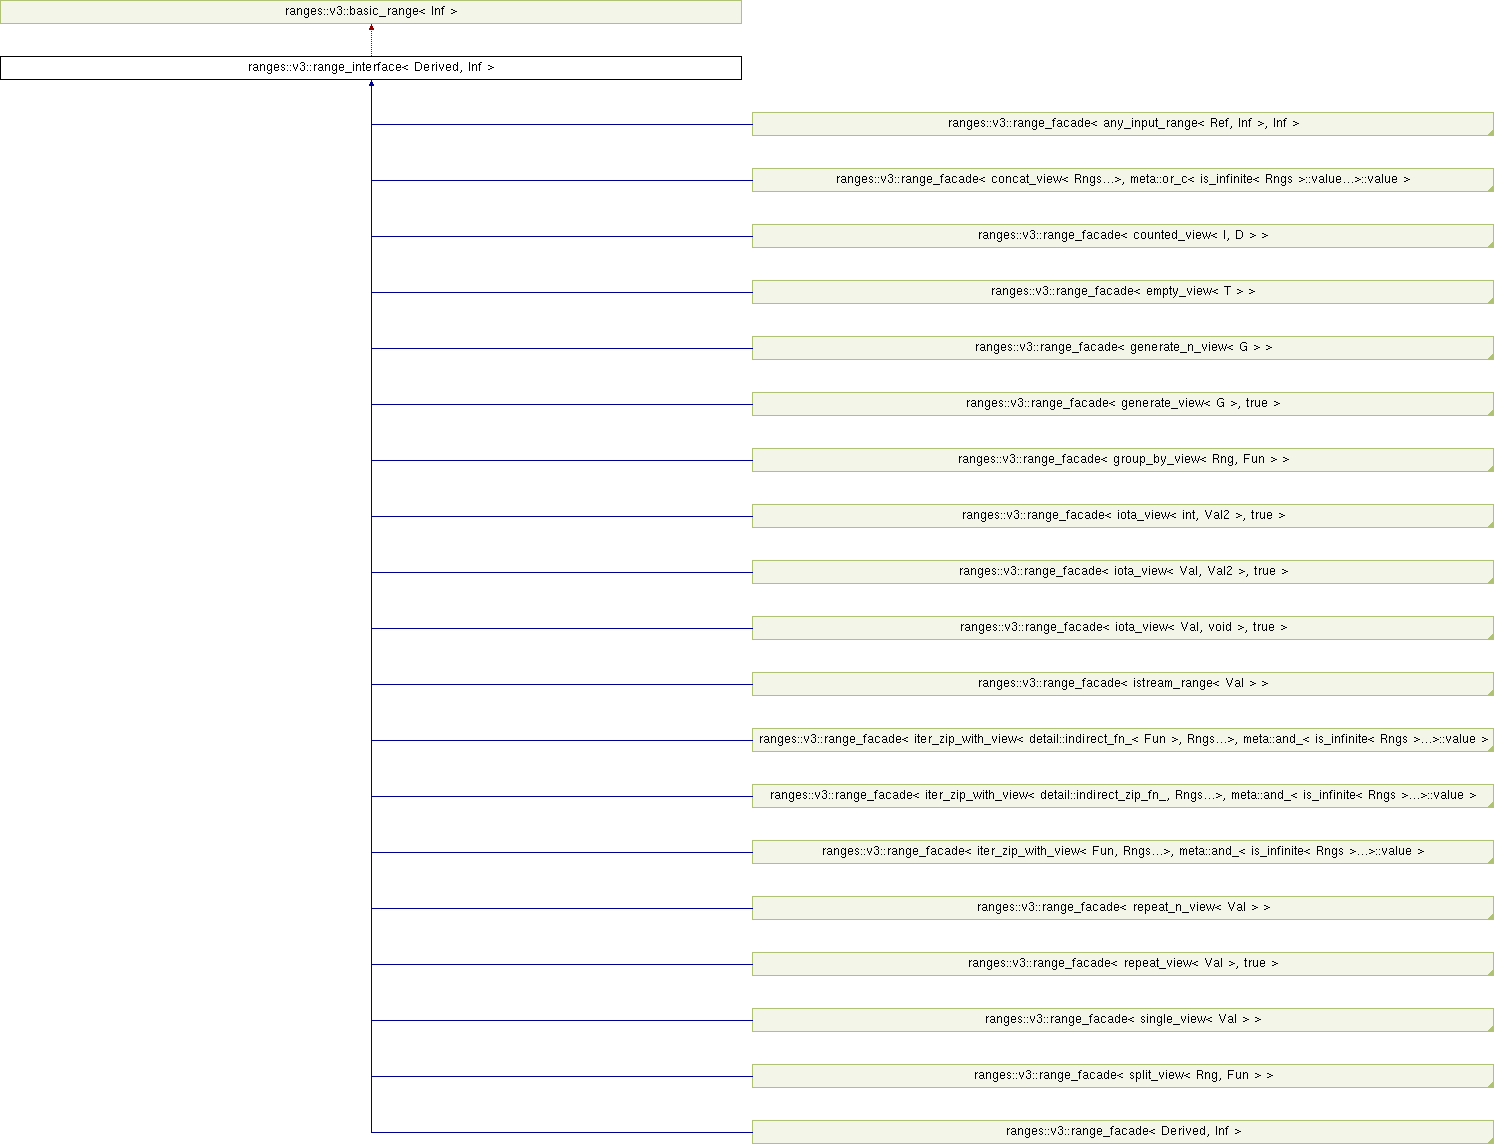 ranges::v3::basic_range< Inf >
ranges::v3::range_interface< Derived, Inf >
ranges::v3::range_facade< any_input_range< Ref, Inf >, Inf >
ranges::v3::range_facade< concat_view< Rngs...>, meta::or_c< is_infinite< Rngs >::value...>::value >
ranges::v3::range_facade< counted_view< I, D > >
ranges::v3::range_facade< empty_view< T > >
ranges::v3::range_facade< generate_n_view< G > >
ranges::v3::range_facade< generate_view< G >, true >
ranges::v3::range_facade< group_by_view< Rng, Fun > >
ranges::v3::range_facade< iota_view< int, Val2 >, true >
ranges::v3::range_facade< iota_view< Val, Val2 >, true >
ranges::v3::range_facade< iota_view< Val, void >, true >
ranges::v3::range_facade< istream_range< Val > >
ranges::v3::range_facade< iter_zip_with_view< detail::indirect_fn_< Fun >, Rngs...>, meta::and_< is_infinite< Rngs >...>::value >
ranges::v3::range_facade< iter_zip_with_view< detail::indirect_zip_fn_, Rngs...>, meta::and_< is_infinite< Rngs >...>::value >
ranges::v3::range_facade< iter_zip_with_view< Fun, Rngs...>, meta::and_< is_infinite< Rngs >...>::value >
ranges::v3::range_facade< repeat_n_view< Val > >
ranges::v3::range_facade< repeat_view< Val >, true >
ranges::v3::range_facade< single_view< Val > >
ranges::v3::range_facade< split_view< Rng, Fun > >
ranges::v3::range_facade< Derived, Inf >